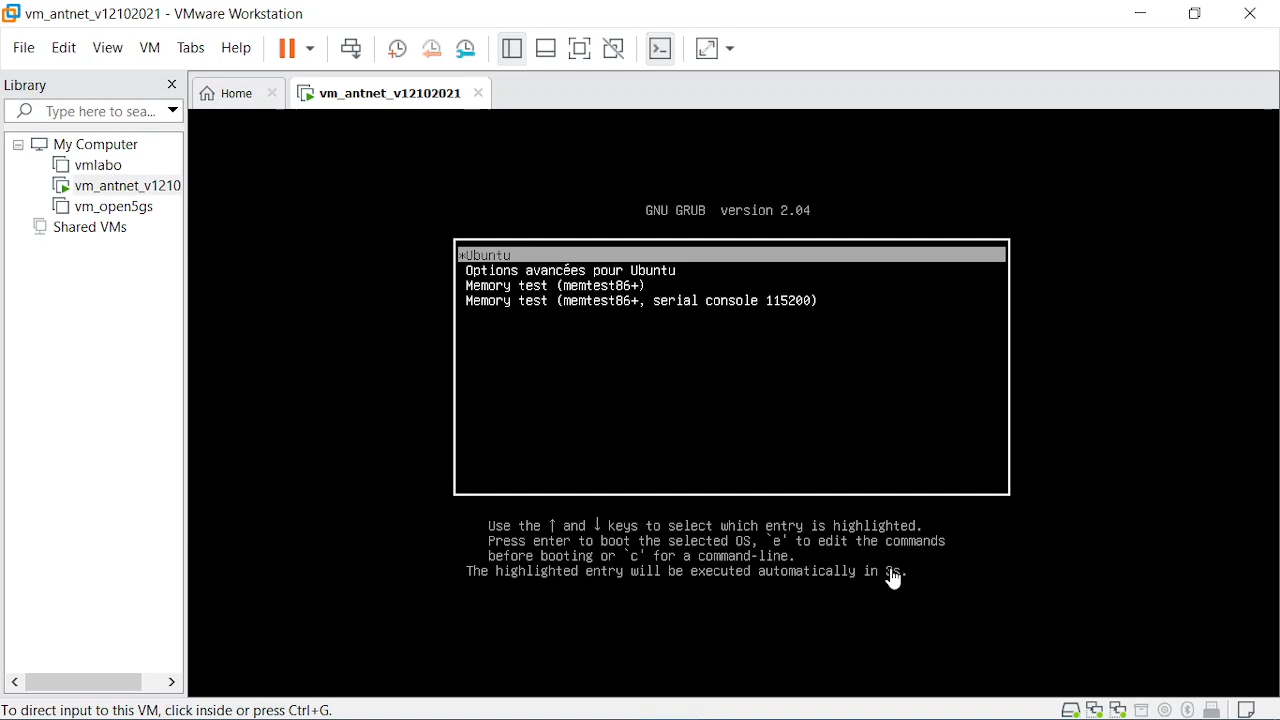 vm_antnet_v12102021 - VMware Workstation
File Edit View VM Tabs Help
Library
Home
vm_antnet_v12102021
Type here to sea...
My Computer
vmlabo
vm_antnet_v1210
vm_open5gs
Shared VMs
GNU GRUB version 2.04
*Ubuntu
Options avancées pour Ubuntu
Memory test (memtest86+)
Memory test (memtest86+, serial console 115200)
Use the ↑ and ↓ keys to select which entry is highlighted.
Press enter to boot the selected OS, `e' to edit the commands
before booting or `c' for a command-line.
The highlighted entry will be executed automatically in
To direct input to this VM, click inside or press Ctrl+G.